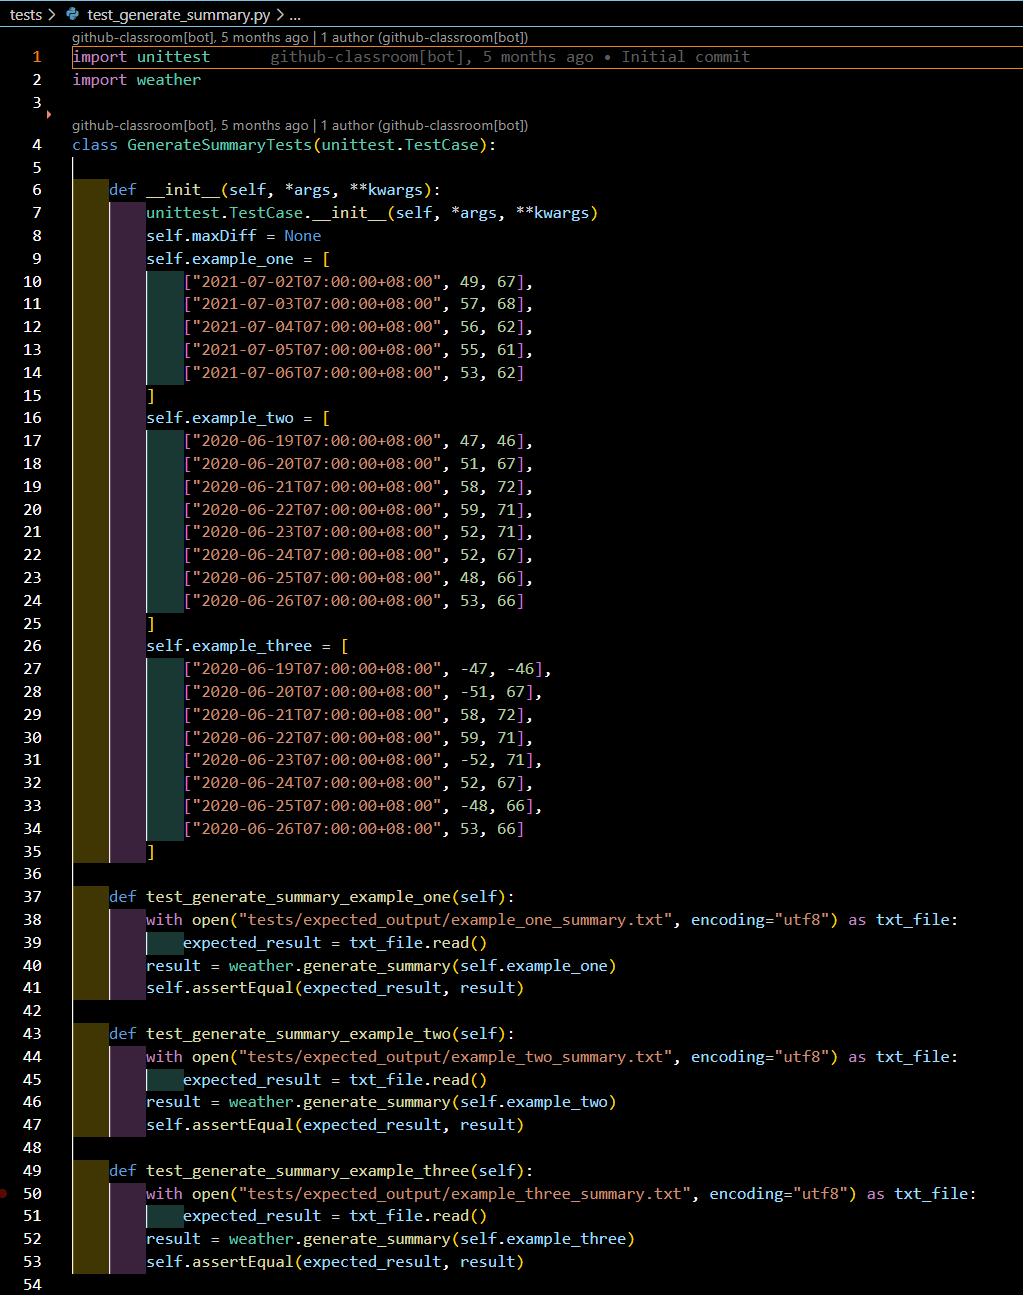 tests > test_generate_summary.py > ...
github-classroom[bot], 5 months ago | 1 author (github-classroom[bot])
1 import unittest github-classroom[bot], 5 months ago • Initial commit
2 import weather
3
github-classroom[bot], 5 months ago | 1 author (github-classroom[bot])
4 class GenerateSummaryTests(unittest.TestCase):
5
6     def __init__(self, *args, **kwargs):
7         unittest.TestCase.__init__(self, *args, **kwargs)
8         self.maxDiff = None
9         self.example_one = [
10             ["2021-07-02T07:00:00+08:00", 49, 67],
11             ["2021-07-03T07:00:00+08:00", 57, 68],
12             ["2021-07-04T07:00:00+08:00", 56, 62],
13             ["2021-07-05T07:00:00+08:00", 55, 61],
14             ["2021-07-06T07:00:00+08:00", 53, 62]
15         ]
16         self.example_two = [
17             ["2020-06-19T07:00:00+08:00", 47, 46],
18             ["2020-06-20T07:00:00+08:00", 51, 67],
19             ["2020-06-21T07:00:00+08:00", 58, 72],
20             ["2020-06-22T07:00:00+08:00", 59, 71],
21             ["2020-06-23T07:00:00+08:00", 52, 71],
22             ["2020-06-24T07:00:00+08:00", 52, 67],
23             ["2020-06-25T07:00:00+08:00", 48, 66],
24             ["2020-06-26T07:00:00+08:00", 53, 66]
25         ]
26         self.example_three = [
27             ["2020-06-19T07:00:00+08:00", -47, -46],
28             ["2020-06-20T07:00:00+08:00", -51, 67],
29             ["2020-06-21T07:00:00+08:00", 58, 72],
30             ["2020-06-22T07:00:00+08:00", 59, 71],
31             ["2020-06-23T07:00:00+08:00", -52, 71],
32             ["2020-06-24T07:00:00+08:00", 52, 67],
33             ["2020-06-25T07:00:00+08:00", -48, 66],
34             ["2020-06-26T07:00:00+08:00", 53, 66]
35         ]
36
37     def test_generate_summary_example_one(self):
38         with open("tests/expected_output/example_one_summary.txt", encoding="utf8") as txt_file:
39             expected_result = txt_file.read()
40         result = weather.generate_summary(self.example_one)
41         self.assertEqual(expected_result, result)
42
43     def test_generate_summary_example_two(self):
44         with open("tests/expected_output/example_two_summary.txt", encoding="utf8") as txt_file:
45             expected_result = txt_file.read()
46         result = weather.generate_summary(self.example_two)
47         self.assertEqual(expected_result, result)
48
49     def test_generate_summary_example_three(self):
50         with open("tests/expected_output/example_three_summary.txt", encoding="utf8") as txt_file:
51             expected_result = txt_file.read()
52         result = weather.generate_summary(self.example_three)
53         self.assertEqual(expected_result, result)
54